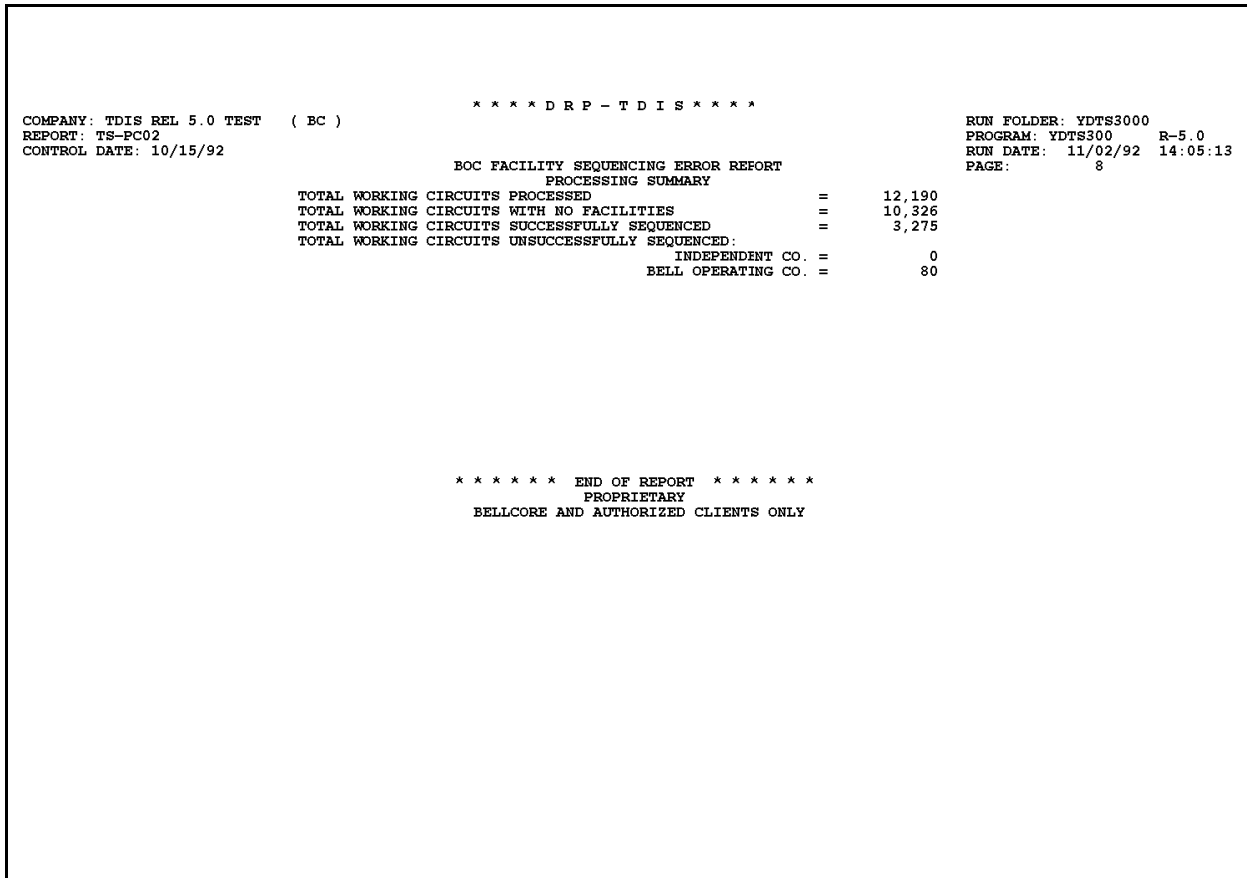 * * * * D R P - T D I S * * * *
COMPANY: TDIS REL 5.0 TEST ( BC ) RUN FOLDER: YDTS3000
REPORT: TS-PC02 PROGRAM: YDTS300 R-5.0
CONTROL DATE: 10/15/92 RUN DATE: 11/02/92 14:05:13
BOC FACILITY SEQUENCING ERROR REPORT PAGE: 8
PROCESSING SUMMARY
TOTAL WORKING CIRCUITS PROCESSED = 12,190
TOTAL WORKING CIRCUITS WITH NO FACILITIES = 10,326
TOTAL WORKING CIRCUITS SUCCESSFULLY SEQUENCED = 3,275
TOTAL WORKING CIRCUITS UNSUCCESSFULLY SEQUENCED:
INDEPENDENT CO. = 0
BELL OPERATING CO. = 80
* * * * * * END OF REPORT * * * * * *
PROPRIETARY
BELLCORE AND AUTHORIZED CLIENTS ONLY